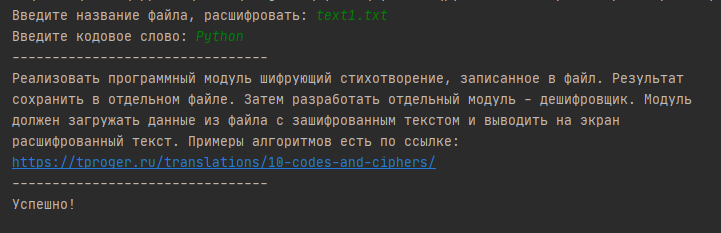 Введите название файла, расшифровать: text1.txt
Введите кодовое слово: Python
--------------------------------
Реализовать программный модуль шифрующий стихотворение, записанное в файл. Результат
сохранить в отдельном файле. Затем разработать отдельный модуль – дешифровщик. Модуль
должен загружать данные из файла с зашифрованным текстом и выводить на экран
расшифрованный текст. Примеры алгоритмов есть по ссылке:
https://tproger.ru/translations/10-codes-and-ciphers/
--------------------------------
Успешно!